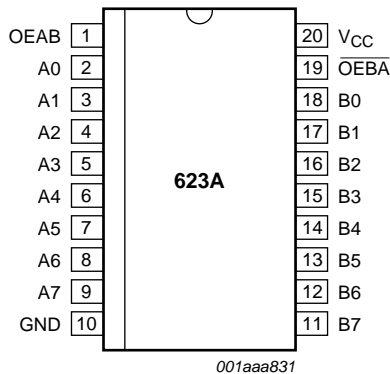 OEAB 1 20 VCC
A0 2 19 OEBA
A1 3 18 B0
A2 4 17 B1
A3 5 16 B2
A4 6 623A 15 B3
A5 7 14 B4
A6 8 13 B5
A7 9 12 B6
GND 10 11 B7
001aaa831